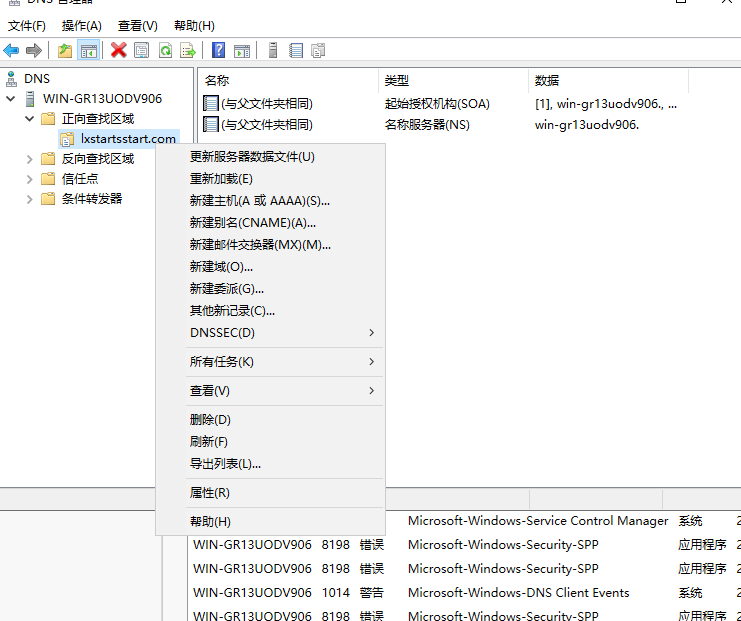 DNS 管理器
文件(F) 操作(A) 查看(V) 帮助(H)
DNS
WIN-GR13UODV906
正向查找区域
lxstartsstart.com
反向查找区域
信任点
条件转发器
名称 类型 数据
(与父文件夹相同) 起始授权机构(SOA) [1], win-gr13uodv906., ...
(与父文件夹相同) 名称服务器(NS) win-gr13uodv906.
更新服务器数据文件(U)
重新加载(E)
新建主机(A 或 AAAA)(S)...
新建别名(CNAME)(A)...
新建邮件交换器(MX)(M)...
新建域(O)...
新建委派(G)...
其他新记录(C)...
DNSSEC(D)
所有任务(K)
查看(V)
删除(D)
刷新(F)
导出列表(L)...
属性(R)
帮助(H)
Microsoft-Windows-Service Control Manager 系统 2
WIN-GR13UODV906 8198 错误 Microsoft-Windows-Security-SPP 应用程序 2
WIN-GR13UODV906 8198 错误 Microsoft-Windows-Security-SPP 应用程序 2
WIN-GR13UODV906 1014 警告 Microsoft-Windows-DNS Client Events 系统 2
WIN-GR13UODV906 8198 错误 Microsoft-Windows-Security-SPP 应用程序 2